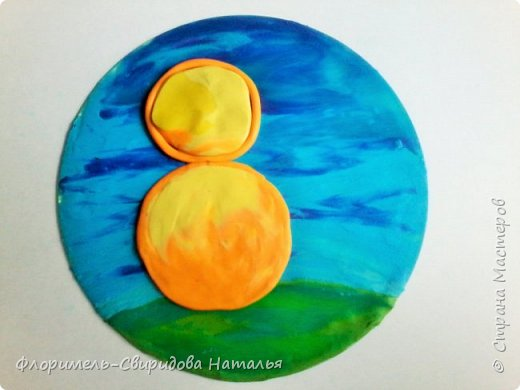 Флоримель-Свиридова Наталья
© Страна Мастеров